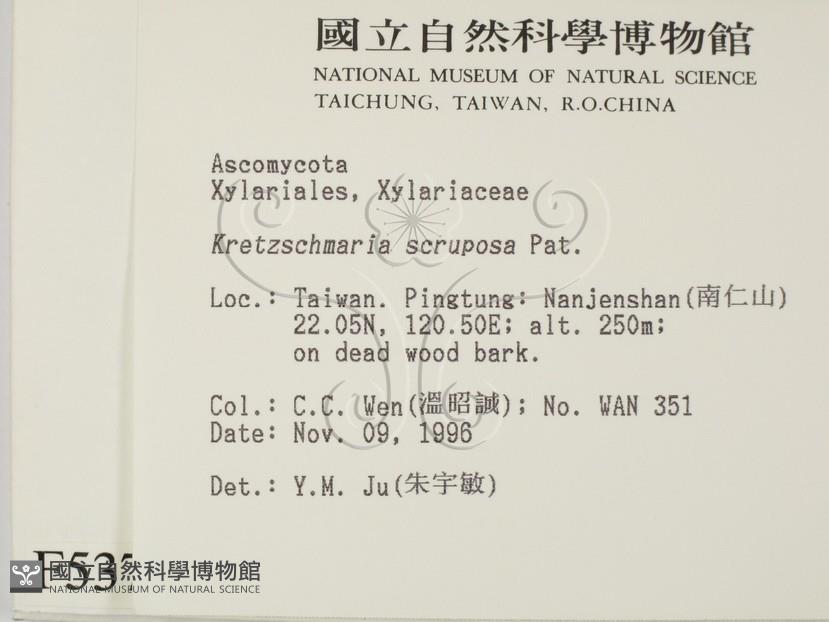 國立自然科學博物館
NATIONAL MUSEUM OF NATURAL SCIENCE
TAICHUNG, TAIWAN, R.O.CHINA
Ascomycota
Xylariales, Xylariaceae
Kretzschmaria scruposa Pat.
Loc.: Taiwan. Pingtung: Nanjenshan(南仁山)
22.05N, 120.50E; alt. 250m;
on dead wood bark.
Col.: C.C. Wen(溫昭誠); No. WAN 351
Date: Nov. 09, 1996
Det.: Y.M. Ju(朱宇敏)
國立自然科學博物館
NATIONAL MUSEUM OF NATURAL SCIENCE